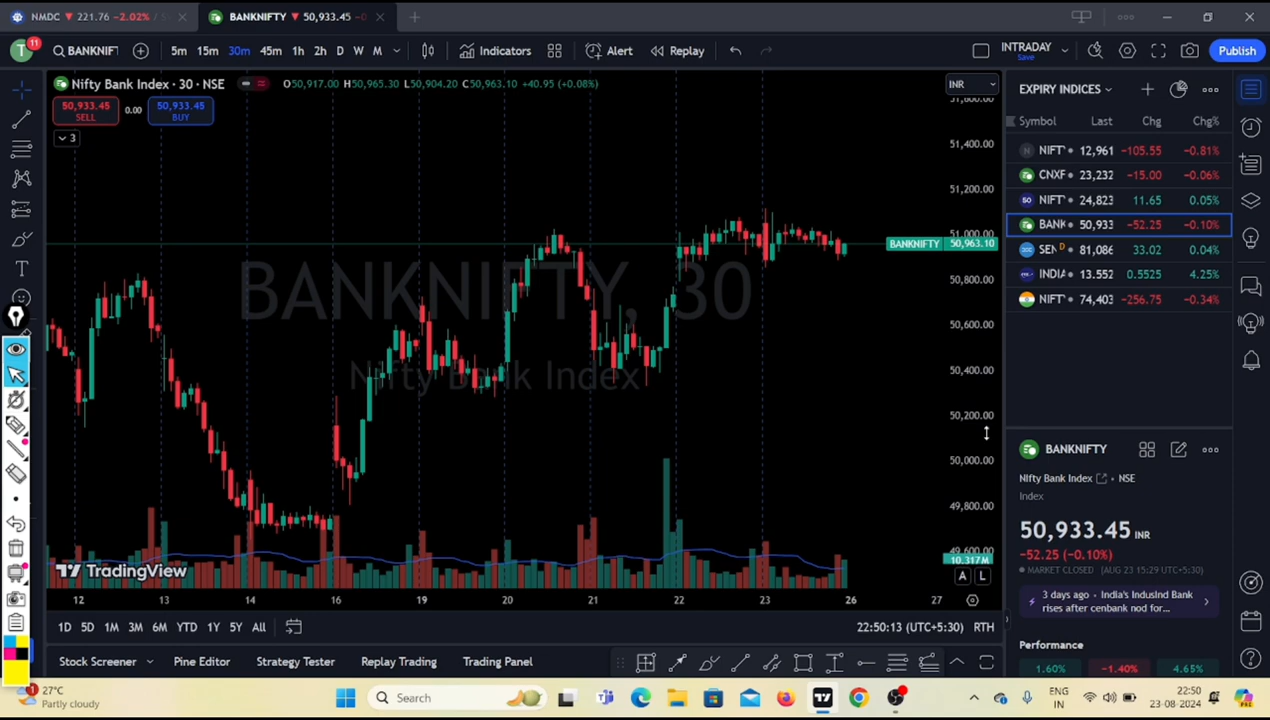 NMDC ▼ 221.76 −2.02%
BANKNIFTY ▼ 50,933.45
T 11
BANKNIFT
5m 15m 30m 45m 1h 2h D W M
Indicators
Alert
Replay
INTRADAY
Save
Publish
Nifty Bank Index · 30 · NSE
O50,917.00 H50,965.30 L50,904.20 C50,963.10 +40.95 (+0.08%)
INR
50,933.45
SELL
0.00
50,933.45
BUY
3
BANKNIFTY, 30
Nifty Bank Index
51,400.00
51,200.00
51,000.00
BANKNIFTY 50,963.10
50,800.00
50,600.00
50,400.00
50,200.00
50,000.00
49,800.00
49,600.00
10.317M
A L
TradingView
12 13 14 16 19 20 21 22 23 26 27
1D 5D 1M 3M 6M YTD 1Y 5Y All
22:50:13 (UTC+5:30) RTH
Stock Screener Pine Editor Strategy Tester Replay Trading Trading Panel
EXPIRY INDICES
Symbol Last Chg Chg%
NIFT 12,961 −105.55 −0.81%
CNXF 23,232 −15.00 −0.06%
NIFT 24,823 11.65 0.05%
BANK 50,933 −52.25 −0.10%
SEN D 81,086 33.02 0.04%
INDIA 13.552 0.5525 4.25%
NIFT 74,403 −256.75 −0.34%
BANKNIFTY
Nifty Bank Index • NSE
Index
50,933.45 INR
−52.25 (−0.10%)
MARKET CLOSED (AUG 23 15:29 UTC+5:30)
3 days ago • India's IndusInd Bank
rises after cenbank nod for...
Performance
1.60% −1.40% 4.65%
27°C
Partly cloudy
Search
ENG
IN
22:50
23-08-2024